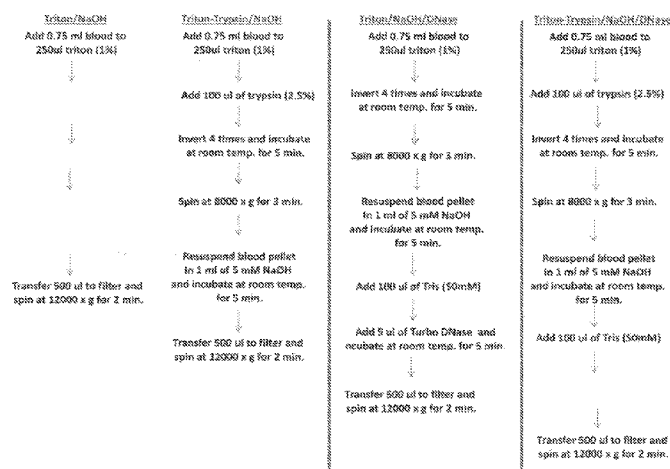 Triton/NaOH
Add 0.75 ml blood to
250ul triton (1%)
Transfer 500 ul to filter and
spin at 12000 x g for 2 min.
Triton-Trypsin/NaOH
Add 0.75 ml blood to
250ul triton (1%)
Add 100 ul of trypsin (2.5%)
Invert 4 times and incubate
at room temp. for 5 min.
Spin at 8000 x g for 3 min.
Resuspend blood pellet
in 1 ml of 5 mM NaOH
and incubate at room temp.
for 5 min.
Transfer 500 ul to filter and
spin at 12000 x g for 2 min.
Triton/NaOH/DNase
Add 0.75 ml blood to
250ul triton (1%)
Invert 4 times and incubate
at room temp. for 5 min.
Spin at 8000 x g for 3 min.
Resuspend blood pellet
in 1 ml of 5 mM NaOH
and incubate at room temp.
for 5 min.
Add 100 ul of Tris (50mM)
Add 5 ul of Turbo DNase and
ncubate at room temp. for 5 min.
Transfer 500 ul to filter and
spin at 12000 x g for 2 min.
Triton-Trypsin/NaOH/DNase
Add 0.75 ml blood to
250ul triton (1%)
Add 100 ul of trypsin (2.5%)
Invert 4 times and incubate
at room temp. for 5 min.
Spin at 8000 x g for 3 min.
Resuspend blood pellet
in 1 ml of 5 mM NaOH
and incubate at room temp.
for 5 min.
Add 100 ul of Tris (50mM)
Transfer 500 ul to filter and
spin at 12000 x g for 2 min.